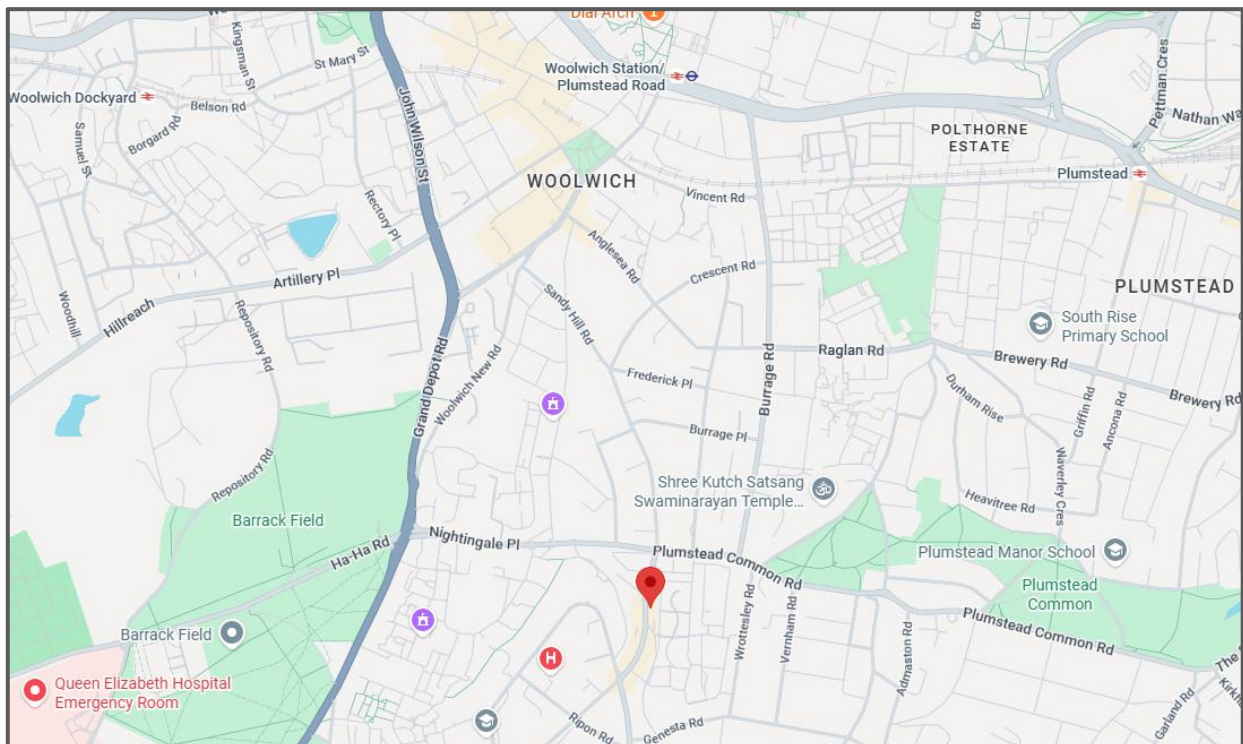 Dial Arch
Kingsman St
St Mary St
Woolwich Station/
Plumstead Road
Pettman Cres
Woolwich Dockyard
Belson Rd
John Wilson St
Nathan Wa
Samuel St
Borgard Rd
POLTHORNE
ESTATE
Plumstead
WOOLWICH
Vincent Rd
Rectory Pl
Anglesea Rd
Crescent Rd
Artillery Pl
PLUMSTEAD
Woodhill
Hillreach
Repository Rd
Sandy Hill Rd
South Rise
Primary School
Raglan Rd
Brewery Rd
Grand Depot Rd
Woolwich New Rd
Frederick Pl
Burrage Rd
Durham Rise
Griffin Rd
Ancona Rd
Brewery Rd
Burrage Pl
Repository Rd
Shree Kutch Satsang
Swaminarayan Temple...
Waverley Cres
Heavitree Rd
Barrack Field
Ha-Ha Rd
Nightingale Pl
Plumstead Common Rd
Plumstead Manor School
Plumstead
Common
Wrottesley Rd
Vernham Rd
Barrack Field
H
Admaston Rd
Plumstead Common Rd
The S
Kirkh
Queen Elizabeth Hospital
Emergency Room
Garland Rd
Ripon Rd
Genesta Rd